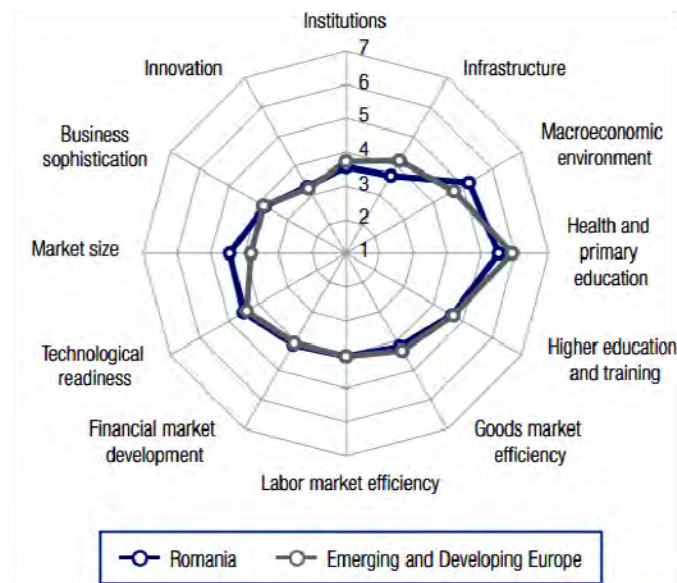 Institutions
7
6
5
4
3
2
1
Infrastructure
Macroeconomic
environment
Health and
primary
education
Higher education
and training
Goods market
efficiency
Labor market efficiency
Financial market
development
Technological
readiness
Market size
Business
sophistication
Innovation
Romania
Emerging and Developing Europe